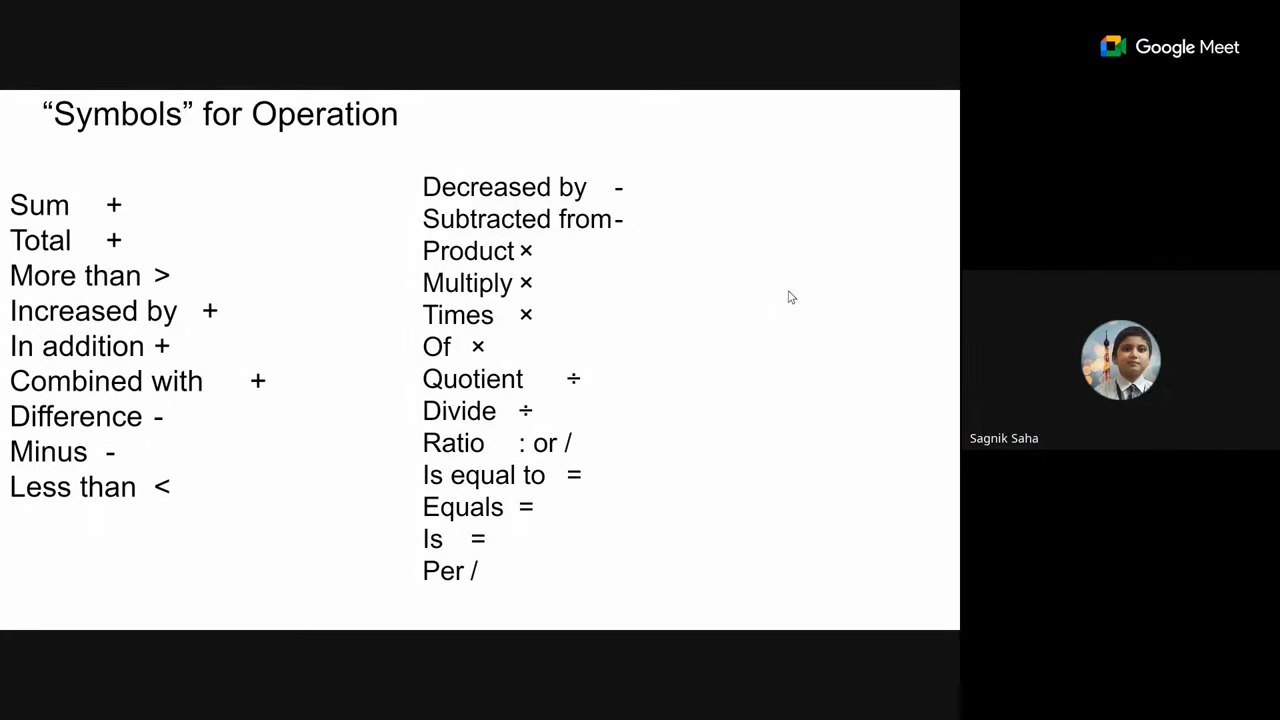 Google Meet
“Symbols” for Operation
Sum +
Total +
More than >
Increased by +
In addition +
Combined with +
Difference -
Minus -
Less than <
Decreased by -
Subtracted from -
Product ×
Multiply ×
Times ×
Of ×
Quotient ÷
Divide ÷
Ratio : or /
Is equal to =
Equals =
Is =
Per /
Sagnik Saha